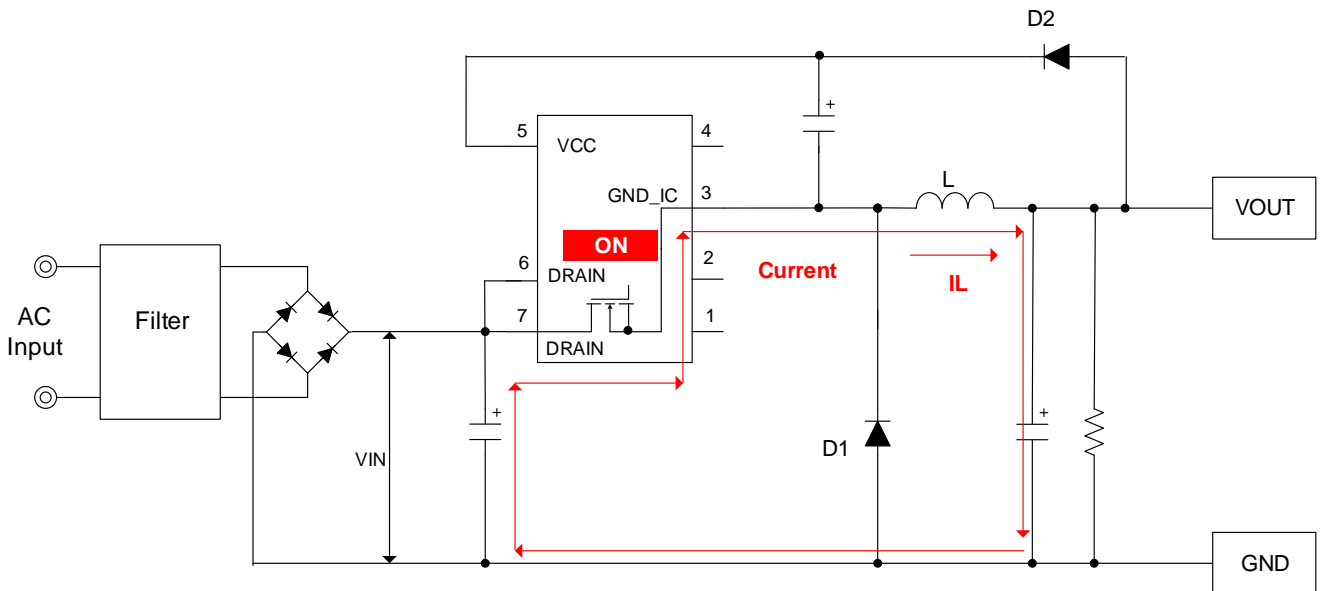 D2
+
5
VCC
4
GND_IC
3
L
VOUT
ON
6
DRAIN
2
Current
IL
AC
Input
Filter
7
DRAIN
1
+
VIN
D1
+
GND